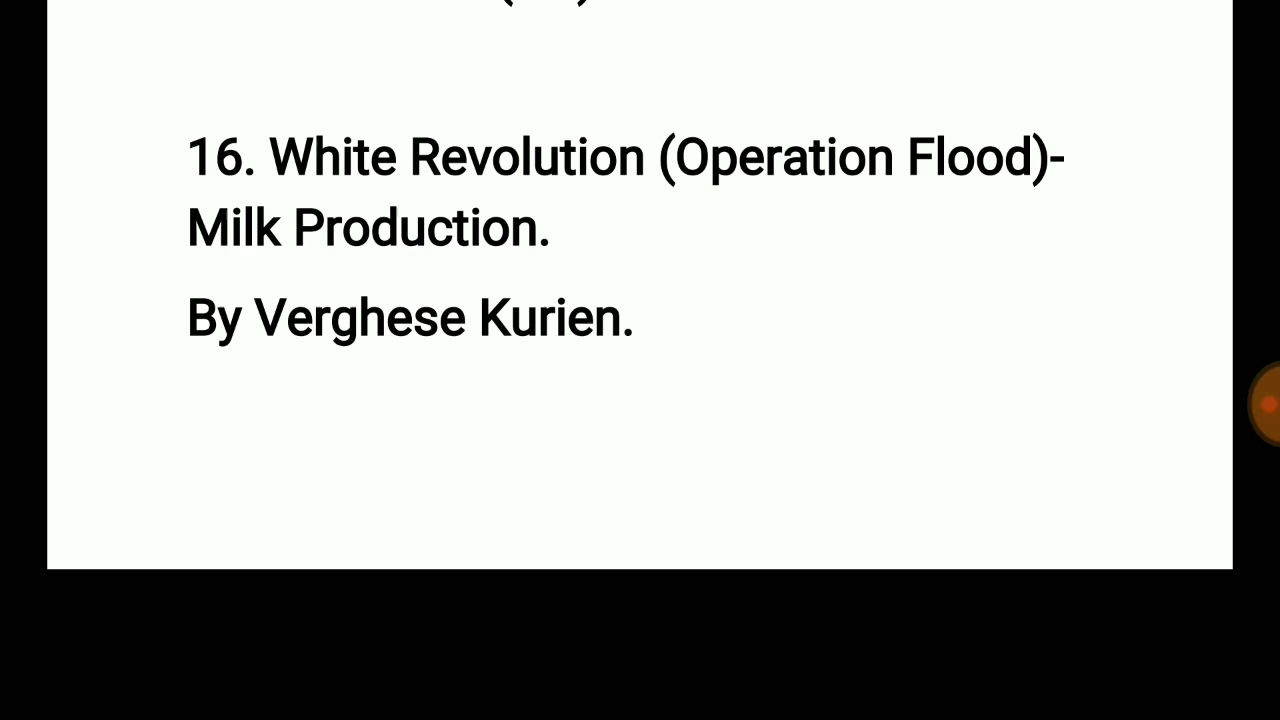 16. White Revolution (Operation Flood)-
Milk Production.
By Verghese Kurien.